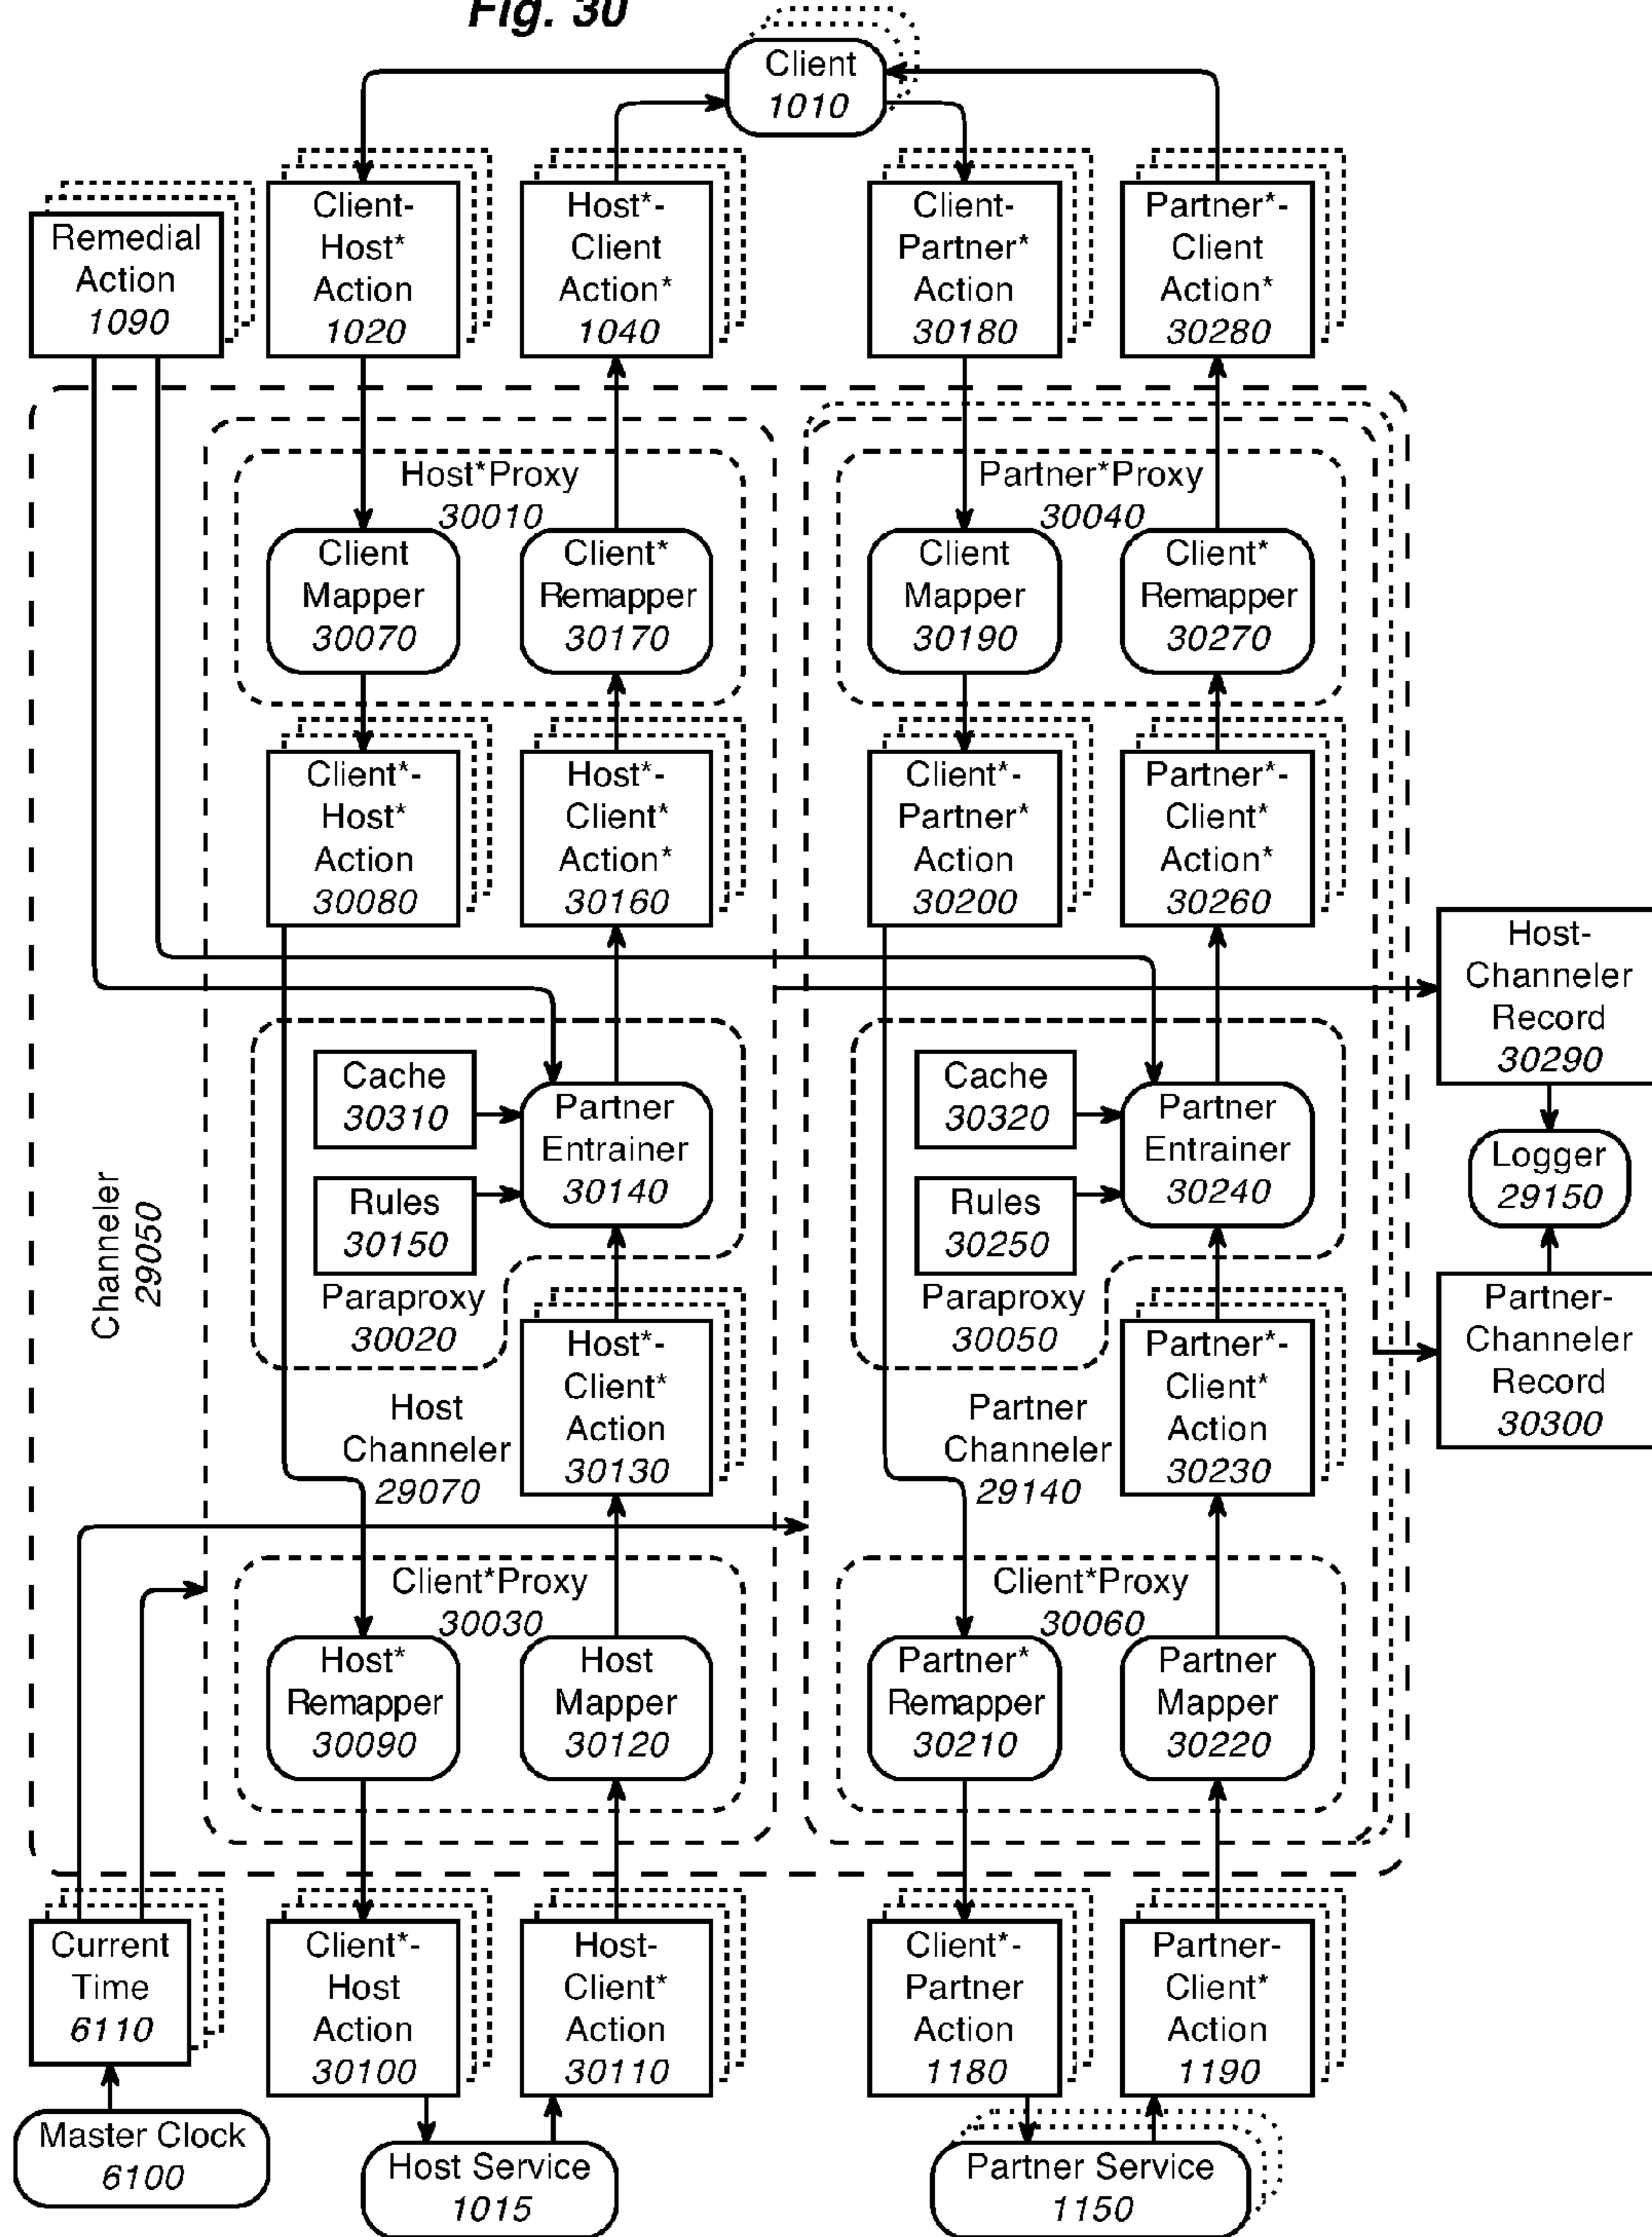 Fig. 30
Client
1010
Remedial
Action
1090
Client-
Host*
Action
1020
Host*-
Client
Action*
1040
Client-
Partner*
Action
30180
Partner*-
Client
Action*
30280
Host*Proxy
30010
Client
Mapper
30070
Client*
Remapper
30170
Partner*Proxy
30040
Client
Mapper
30190
Client*
Remapper
30270
Client*-
Host*
Action
30080
Host*-
Client*
Action*
30160
Client*-
Partner*
Action
30200
Partner*-
Client*
Action*
30260
Host-
Channeler
Record
30290
Cache
30310
Partner
Entrainer
30140
Rules
30150
Paraproxy
30020
Cache
30320
Partner
Entrainer
30240
Rules
30250
Paraproxy
30050
Logger
29150
Channeler
29050
Host*-
Client*
Action
30130
Host
Channeler
29070
Partner*-
Client*
Action
30230
Partner
Channeler
29140
Partner-
Channeler
Record
30300
Client*Proxy
30030
Host*
Remapper
30090
Host
Mapper
30120
Client*Proxy
30060
Partner*
Remapper
30210
Partner
Mapper
30220
Current
Time
6110
Client*-
Host
Action
30100
Host-
Client*
Action
30110
Client*-
Partner
Action
1180
Partner-
Client*
Action
1190
Master Clock
6100
Host Service
1015
Partner Service
1150